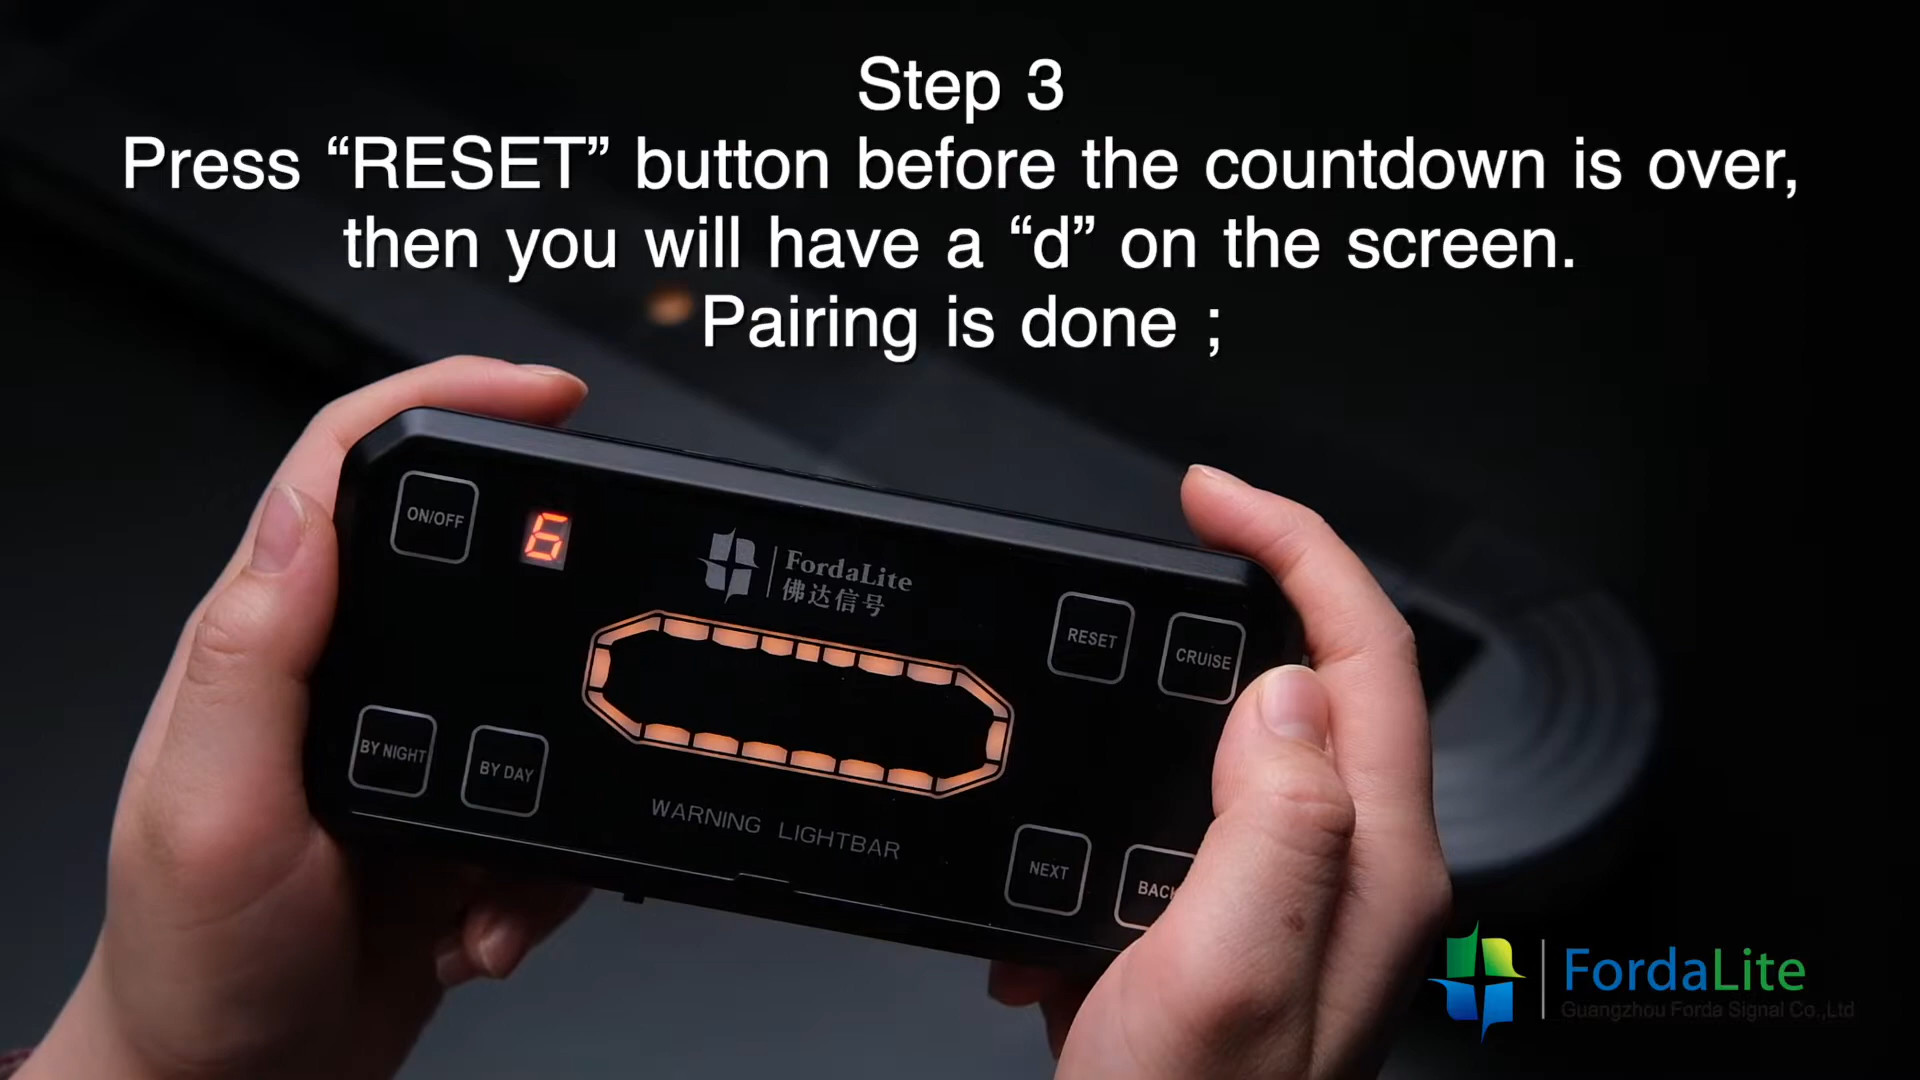 Step 3
Press “RESET” button before the countdown is over,
then you will have a “d” on the screen.
Pairing is done ;
ON/OFF
6
FordaLite
佛达信号
RESET
CRUISE
BY NIGHT
BY DAY
WARNING LIGHTBAR
NEXT
BACK
FordaLite
Guangzhou Forda Signal Co.,Ltd